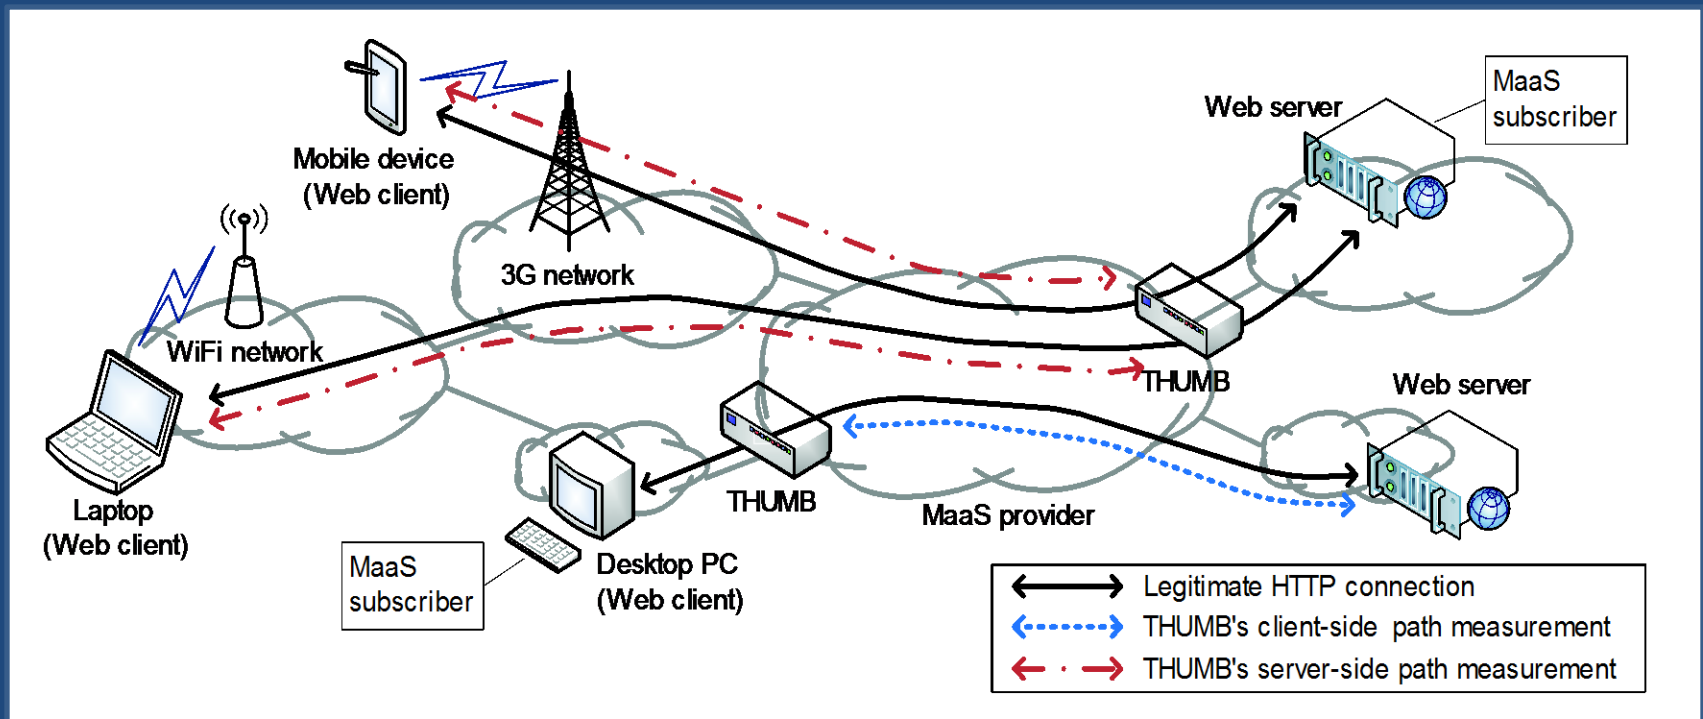 MaaS
subscriber
Web server
Mobile device
(Web client)
3G network
WiFi network
THUMB
Web server
THUMB
MaaS provider
Laptop
(Web client)
MaaS
subscriber
Desktop PC
(Web client)
Legitimate HTTP connection
THUMB's client-side path measurement
THUMB's server-side path measurement